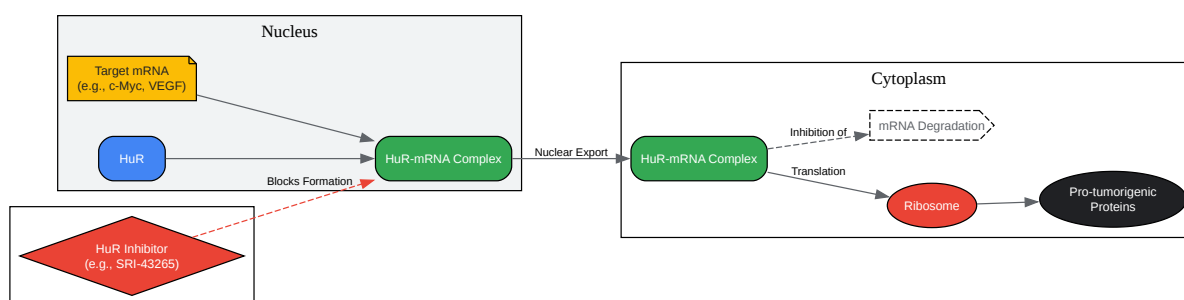 Nucleus
Target mRNA
(e.g., c-Myc, VEGF)
HuR
HuR-mRNA Complex
Blocks Formation
HuR Inhibitor
(e.g., SRI-43265)
Nuclear Export
Cytoplasm
HuR-mRNA Complex
Inhibition of
mRNA Degradation
Translation
Ribosome
Pro-tumorigenic
Proteins